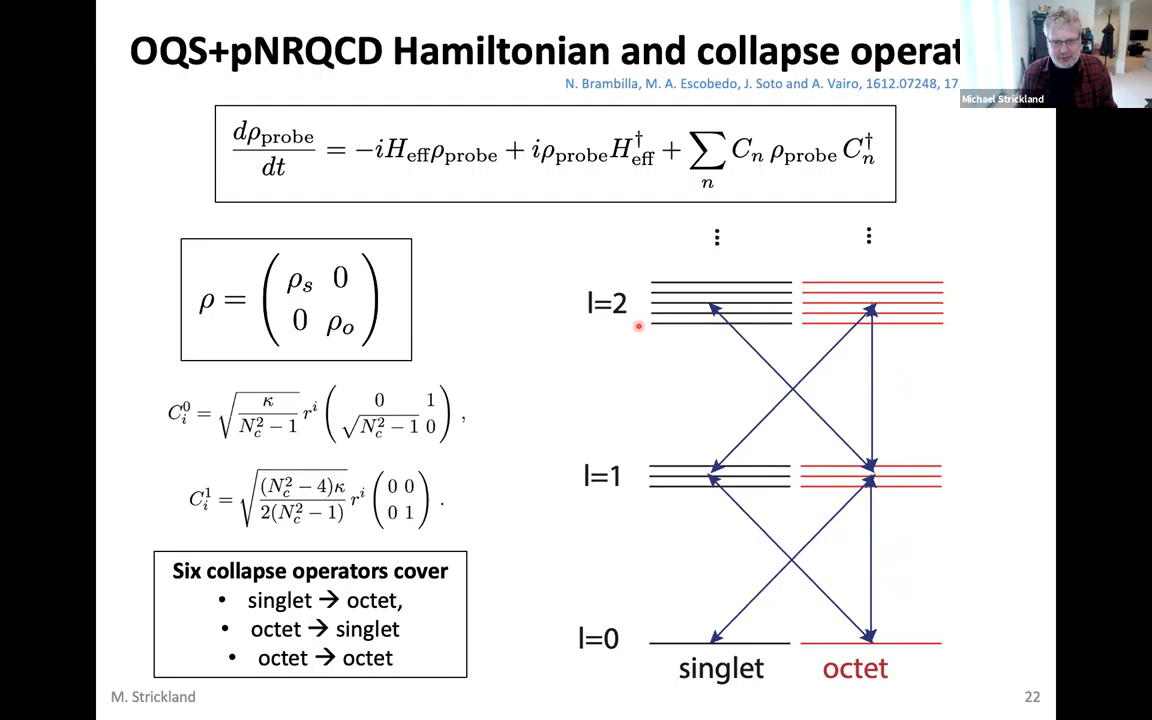 OQS+pNRQCD Hamiltonian and collapse operat
N. Brambilla, M. A. Escobedo, J. Soto and A. Vairo, 1612.07248, 17
Michael Strickland
dρ_probe/dt = −iH_eff ρ_probe + iρ_probe H†_eff + ∑_n C_n ρ_probe C†_n
ρ = ( ρ_s 0
0 ρ_o )
C_i^0 = √(κ/(N_c^2 − 1)) r^i ( 0 1
√(N_c^2 − 1) 0 ) ,
C_i^1 = √((N_c^2 − 4)κ/(2(N_c^2 − 1))) r^i ( 0 0
0 1 ) .
Six collapse operators cover
• singlet → octet,
• octet → singlet
• octet → octet
⋮ ⋮
l=2
l=1
l=0
singlet octet
M. Strickland
22